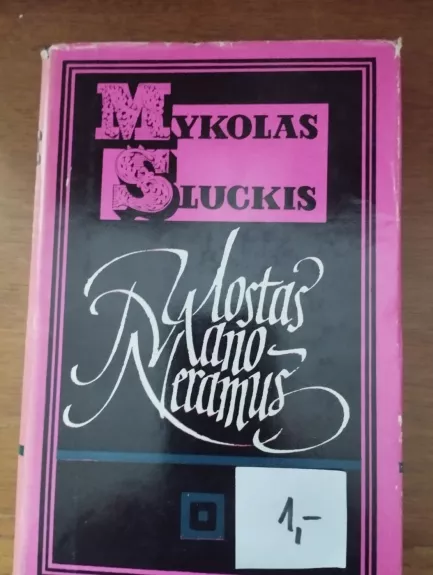 MYKOLAS
SLUCKIS
Uostas
Mano
Neramus
1,-